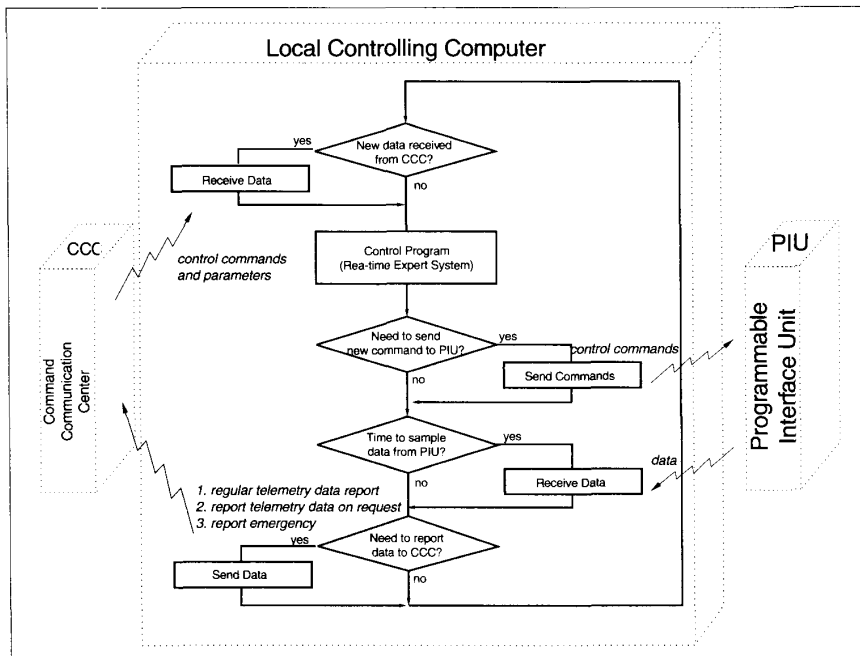 Local Controlling Computer
yes
New data received
from CCC?
Receive Data
no
CCC
control commands
and parameters
Control Program
(Rea-time Expert System)
PIU
Need to send
new command to PIU?
yes
control commands
Send Commands
no
Command
Communication
Center
Programmable
Interface Unit
Time to sample
data from PIU?
yes
data
Receive Data
no
1. regular telemetry data report
2. report telemetry data on request
3. report emergency
yes
Need to report
data to CCC?
Send Data
no